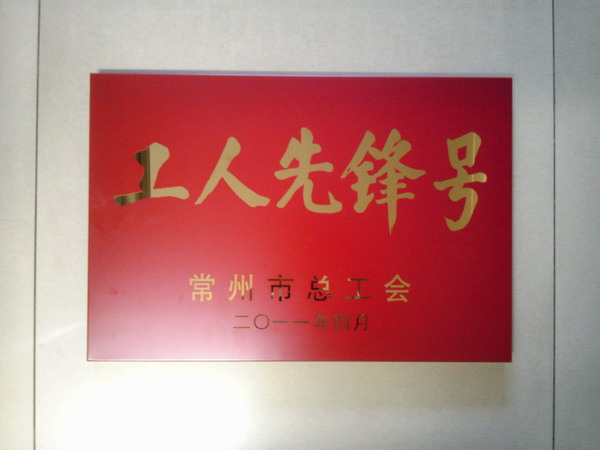 工人先锋号
常州市总工会
二〇一一年四月